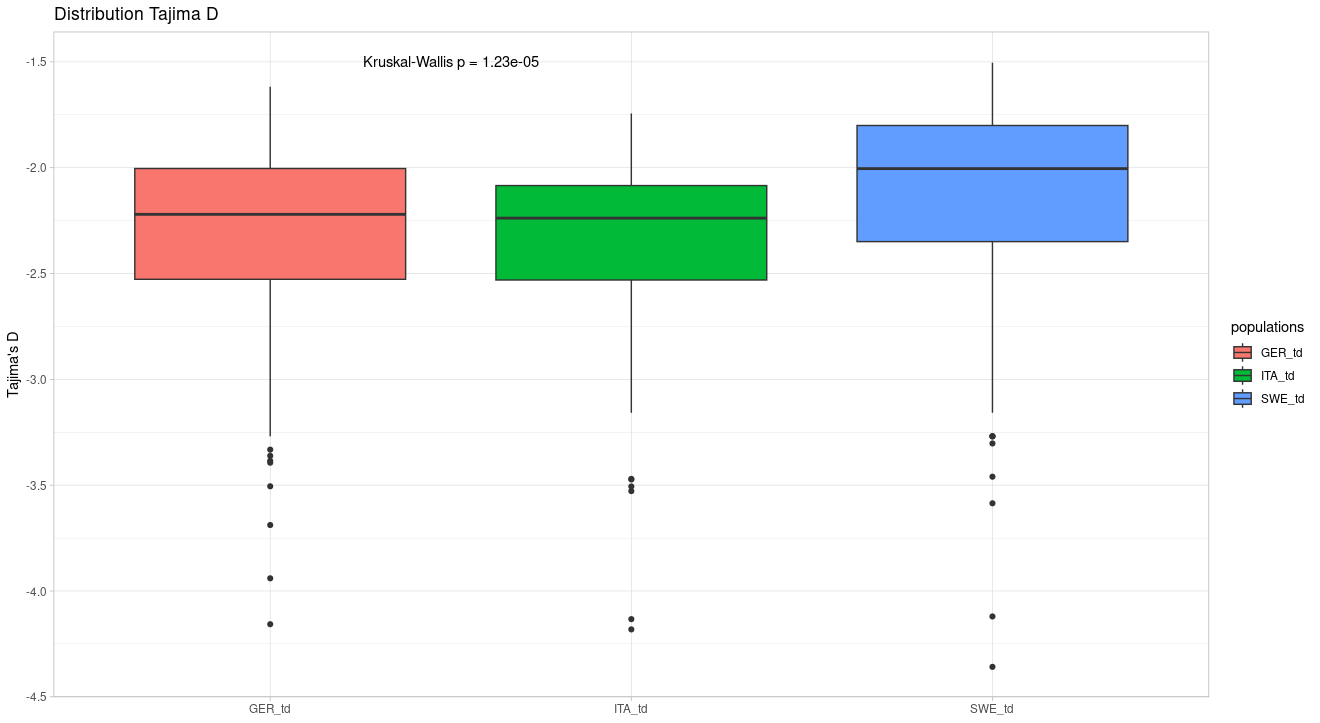 Distribution Tajima D
Kruskal-Wallis p = 1.23e-05
-1.5
-2.0
-2.5
-3.0
-3.5
-4.0
-4.5
Tajima's D
GER_td
ITA_td
SWE_td
populations
GER_td
ITA_td
SWE_td